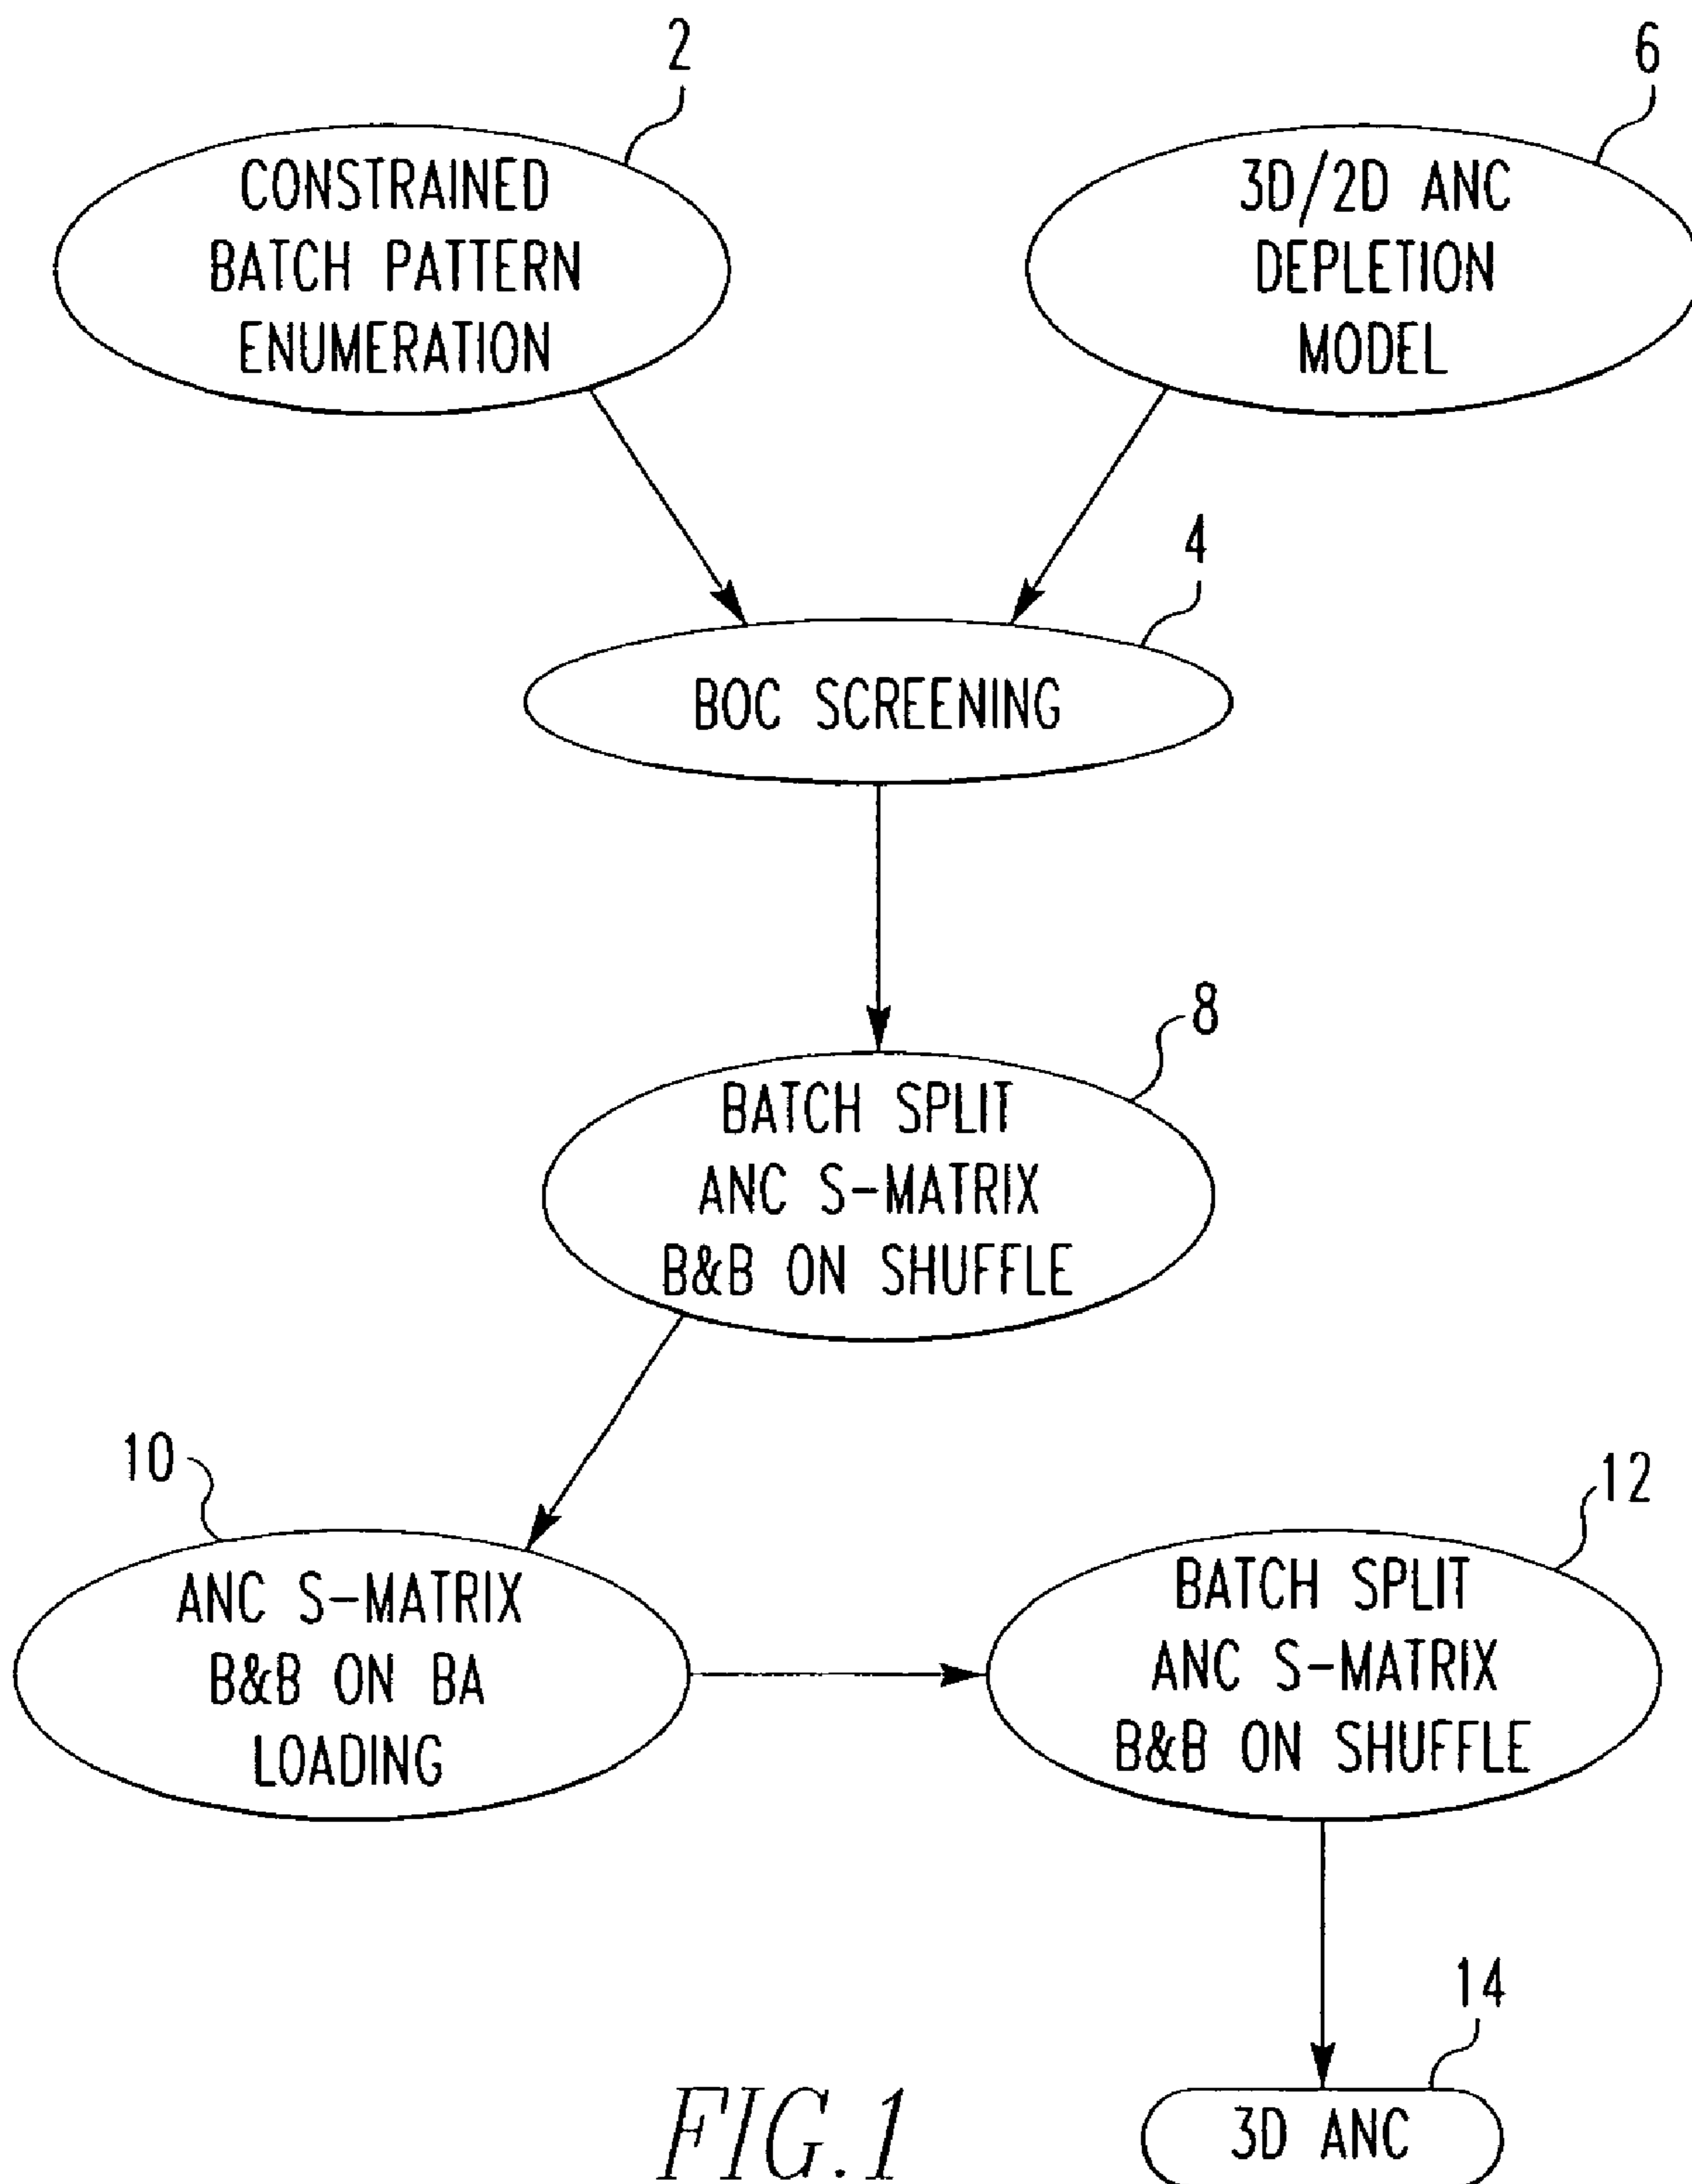 2
CONSTRAINED
BATCH PATTERN
ENUMERATION
6
3D/2D ANC
DEPLETION
MODEL
4
BOC SCREENING
8
BATCH SPLIT
ANC S-MATRIX
B&B ON SHUFFLE
10
ANC S-MATRIX
B&B ON BA
LOADING
12
BATCH SPLIT
ANC S-MATRIX
B&B ON SHUFFLE
14
3D ANC
FIG.1